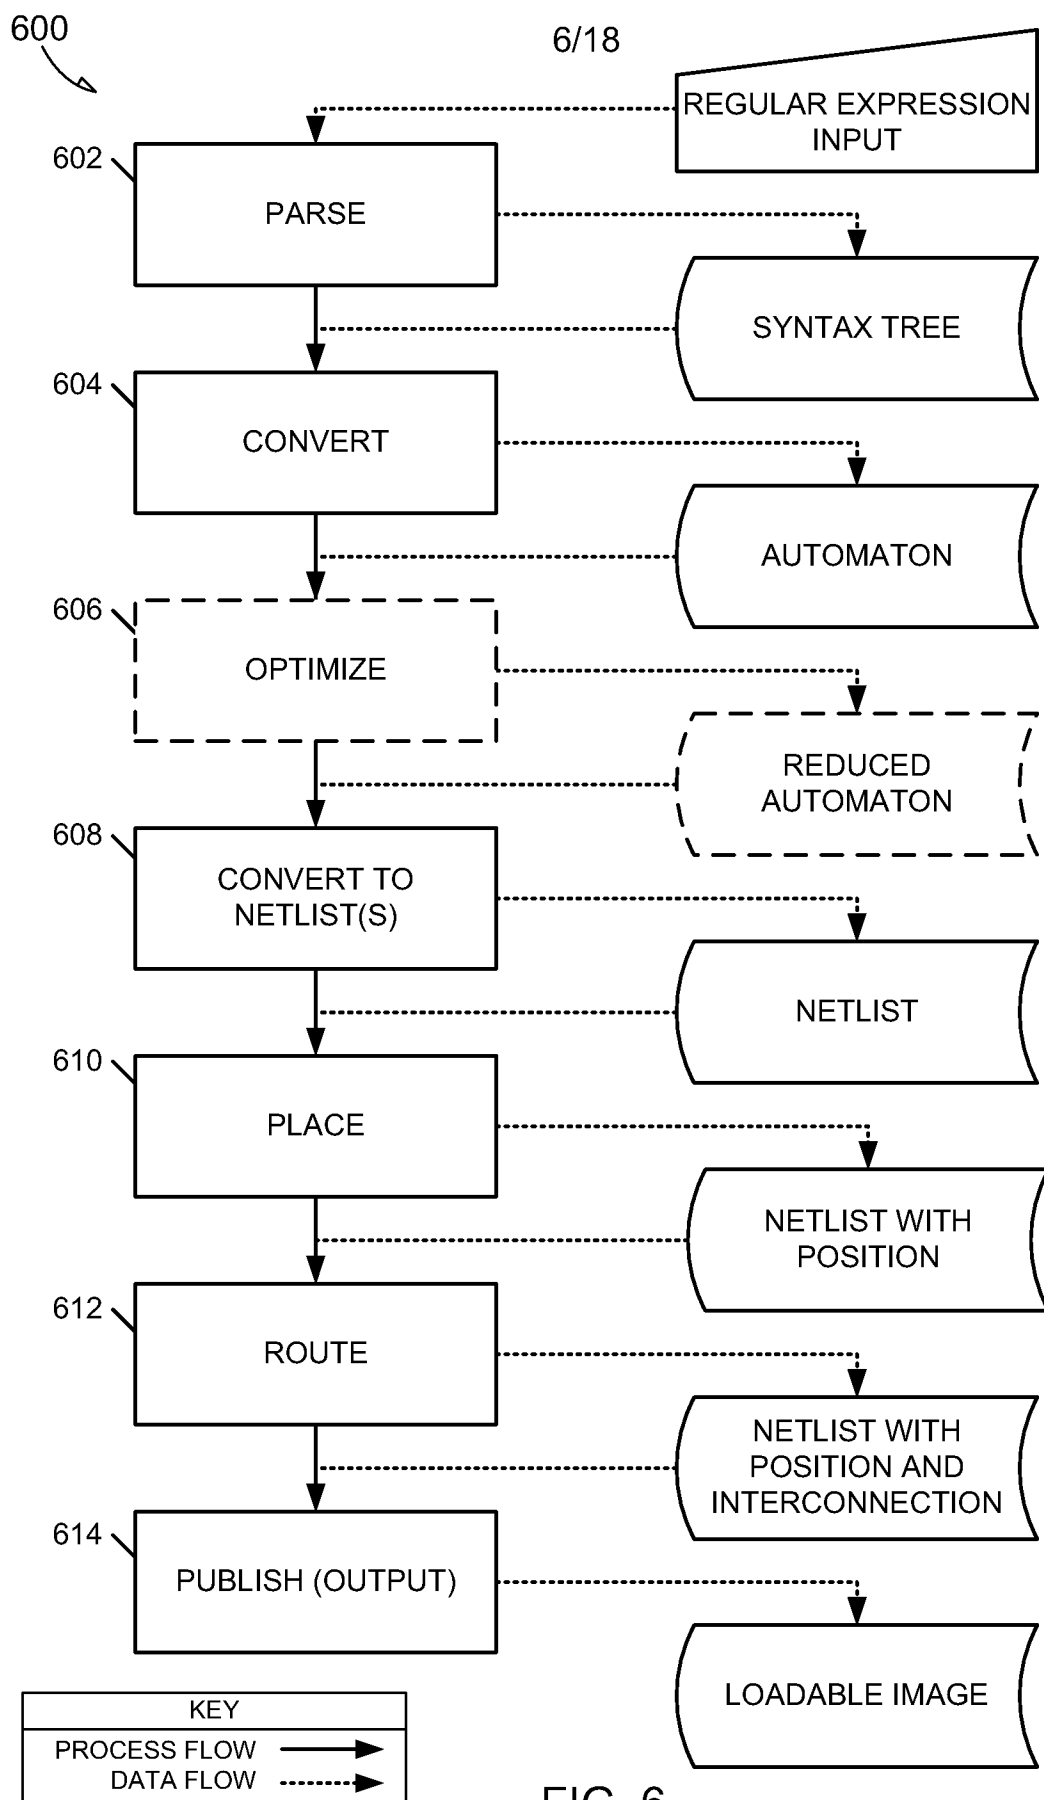 600
6/18
REGULAR EXPRESSION
INPUT
602
PARSE
SYNTAX TREE
604
CONVERT
AUTOMATON
606
OPTIMIZE
REDUCED
AUTOMATON
608
CONVERT TO
NETLIST(S)
NETLIST
610
PLACE
NETLIST WITH
POSITION
612
ROUTE
NETLIST WITH
POSITION AND
INTERCONNECTION
614
PUBLISH (OUTPUT)
LOADABLE IMAGE
KEY
PROCESS FLOW
DATA FLOW
FIG. 6